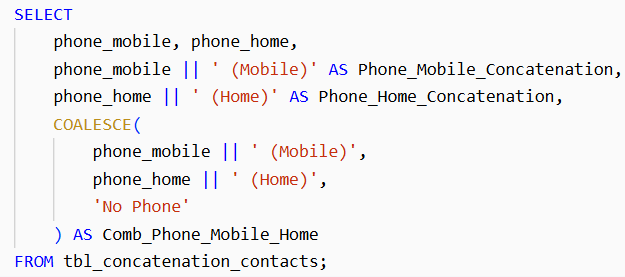 SELECT
    phone_mobile, phone_home,
    phone_mobile || ' (Mobile)' AS Phone_Mobile_Concatenation,
    phone_home || ' (Home)' AS Phone_Home_Concatenation,
    COALESCE(
        phone_mobile || ' (Mobile)',
        phone_home || ' (Home)',
        'No Phone'
    ) AS Comb_Phone_Mobile_Home
FROM tbl_concatenation_contacts;